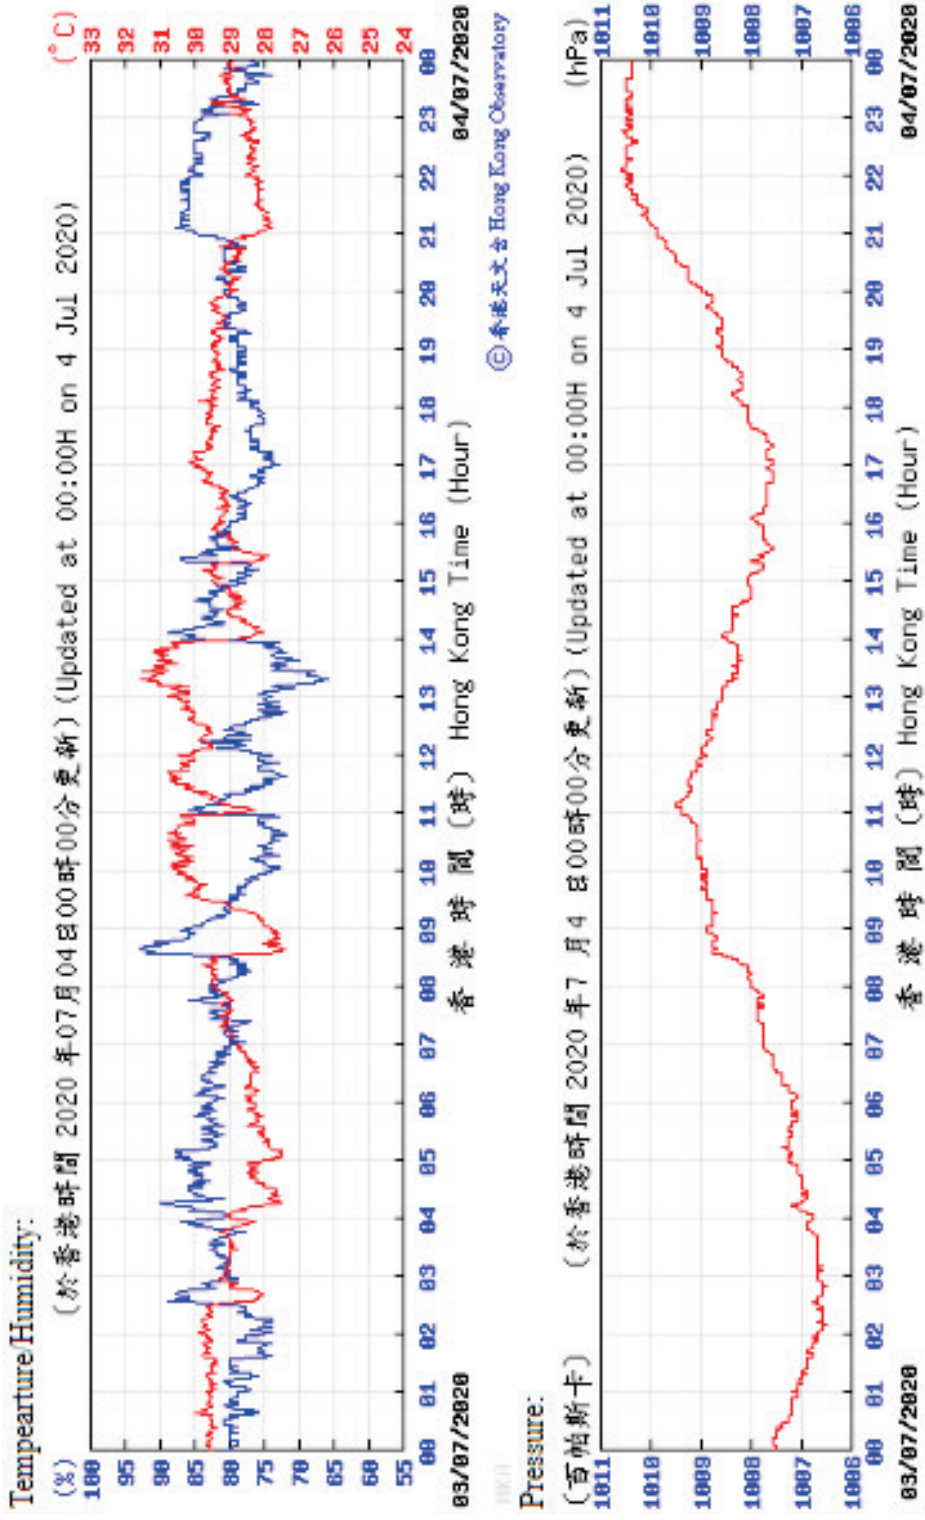 Tempearture/Humidity:
(於香港時間 2020 年07月04日00時00分更新) (Updated at 00:00H on 4 Jul 2020)
(%) (°C)
100 33
95 32
90 31
85 30
80 29
75 28
70 26
65 26
60 25
55 24
00 01 02 03 04 05 06 07 08 09 10 11 12 13 14 15 16 17 18 19 20 21 22 23 00
03/07/2020 香 港 時 間 (時) Hong Kong Time (Hour) 04/07/2020
©香港天文台 Hong Kong Observatory
Pressure:
(百帕斯卡) (於香港時間 2020 年7 月4 日00時00分更新) (Updated at 00:00H on 4 Jul 2020) (hPa)
1011 1011
1010 1010
1009 1009
1008 1008
1007 1007
1006 1006
00 01 02 03 04 05 06 07 08 09 10 11 12 13 14 15 16 17 18 19 20 21 22 23 00
03/07/2020 香 港 時 間 (時) Hong Kong Time (Hour) 04/07/2020